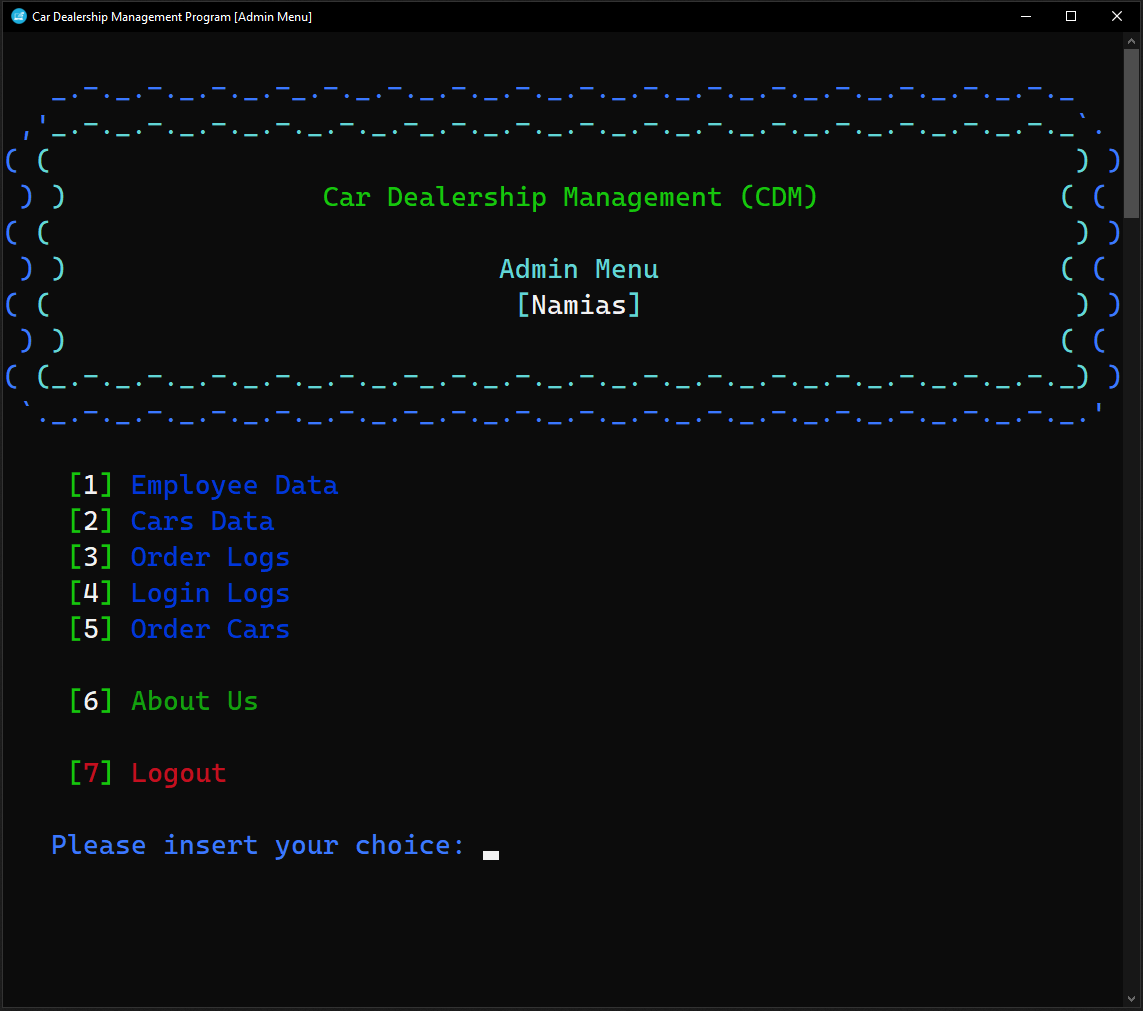 Car Dealership Management Program [Admin Menu]
Car Dealership Management (CDM)
Admin Menu
[Namias]
[1] Employee Data
[2] Cars Data
[3] Order Logs
[4] Login Logs
[5] Order Cars
[6] About Us
[7] Logout
Please insert your choice: